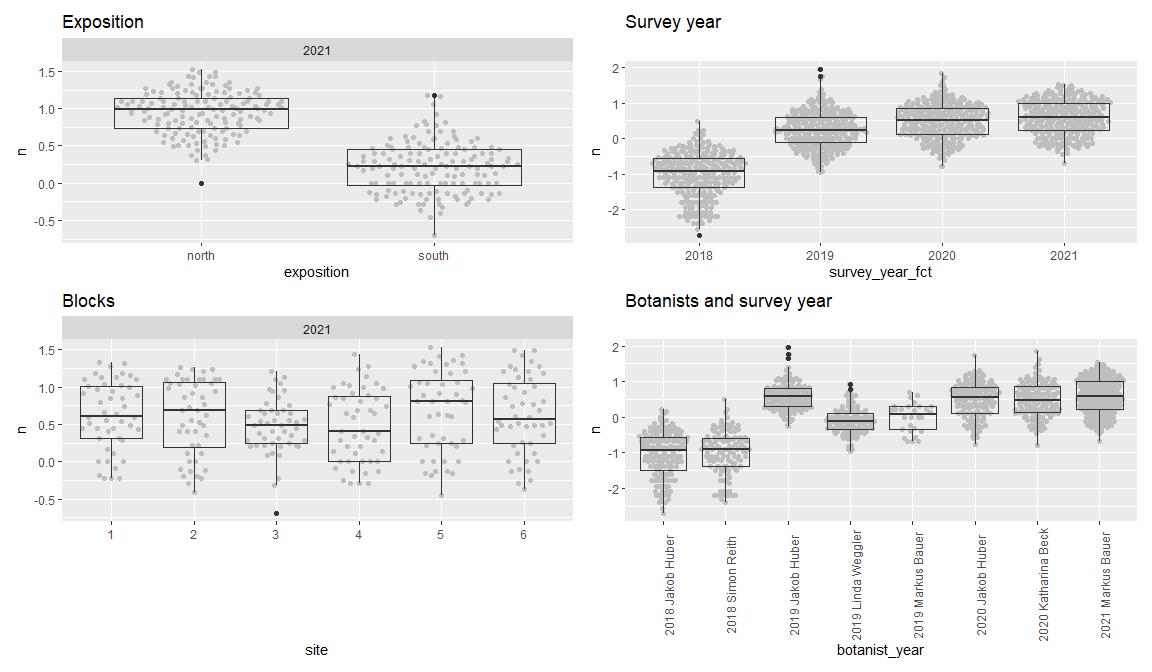 Exposition
2021
n
1.5
1.0
0.5
0.0
-0.5
north south
exposition
Survey year
n
2
1
0
-1
-2
2018 2019 2020 2021
survey_year_fct
Blocks
2021
n
1.5
1.0
0.5
0.0
-0.5
1 2 3 4 5 6
site
Botanists and survey year
n
2
1
0
-1
-2
2018 Jakob Huber
2018 Simon Reith
2019 Jakob Huber
2019 Linda Weggler
2019 Markus Bauer
2020 Jakob Huber
2020 Katharina Beck
2021 Markus Bauer
botanist_year